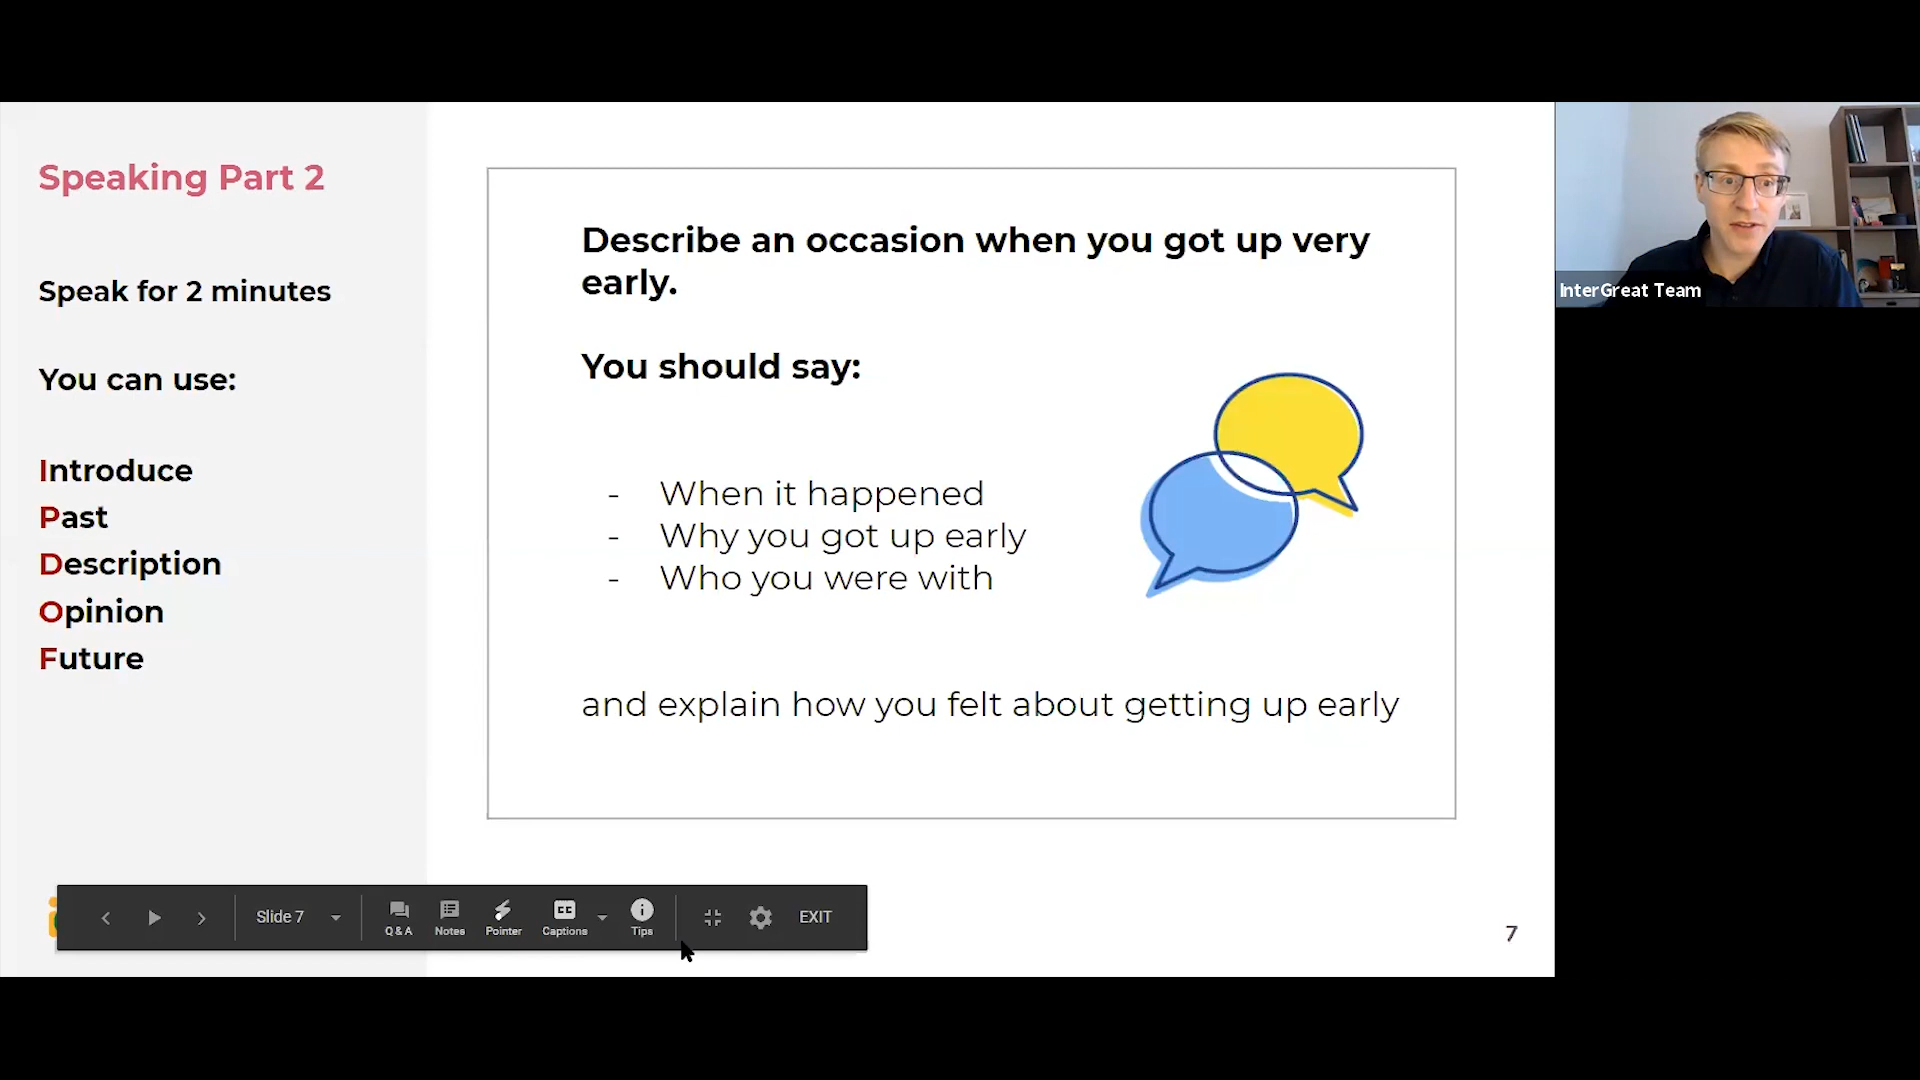 Speaking Part 2
Speak for 2 minutes
You can use:
Introduce
Past
Description
Opinion
Future
Describe an occasion when you got up very
early.
You should say:
- When it happened
- Why you got up early
- Who you were with
and explain how you felt about getting up early
7
InterGreat Team
Slide 7
Q & A
Notes
Pointer
CC
Captions
Tips
EXIT